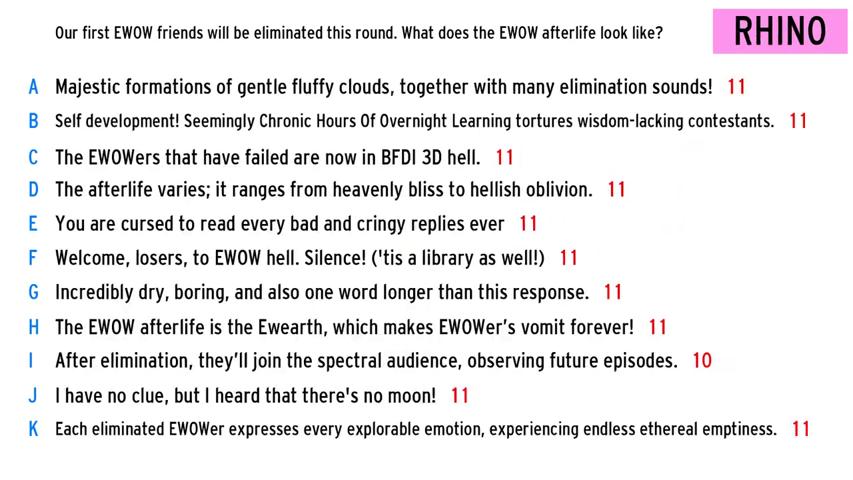 Our first EWOW friends will be eliminated this round. What does the EWOW afterlife look like?
RHINO
A Majestic formations of gentle fluffy clouds, together with many elimination sounds! 11
B Self development! Seemingly Chronic Hours Of Overnight Learning tortures wisdom-lacking contestants. 11
C The EWOWers that have failed are now in BFDI 3D hell. 11
D The afterlife varies; it ranges from heavenly bliss to hellish oblivion. 11
E You are cursed to read every bad and cringy replies ever 11
F Welcome, losers, to EWOW hell. Silence! ('tis a library as well!) 11
G Incredibly dry, boring, and also one word longer than this response. 11
H The EWOW afterlife is the Ewearth, which makes EWOWer’s vomit forever! 11
I After elimination, they’ll join the spectral audience, observing future episodes. 10
J I have no clue, but I heard that there's no moon! 11
K Each eliminated EWOWer expresses every explorable emotion, experiencing endless ethereal emptiness. 11